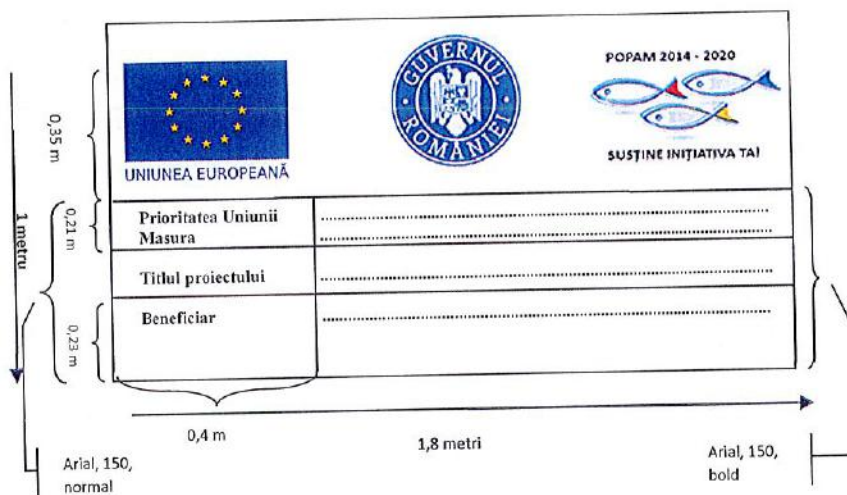 GUVERNUL
ROMÂNIEI
UNIUNEA EUROPEANĂ
POPAM 2014 - 2020
SUSȚINE INIȚIATIVA TA!
0,35 m
1 metru
0,21 m
Prioritatea Uniunii ........................................
Masura ........................................
Titlul proiectului ........................................
0,23 m
Beneficiar ........................................
0,4 m
1,8 metri
Arial, 150,
normal
Arial, 150,
bold